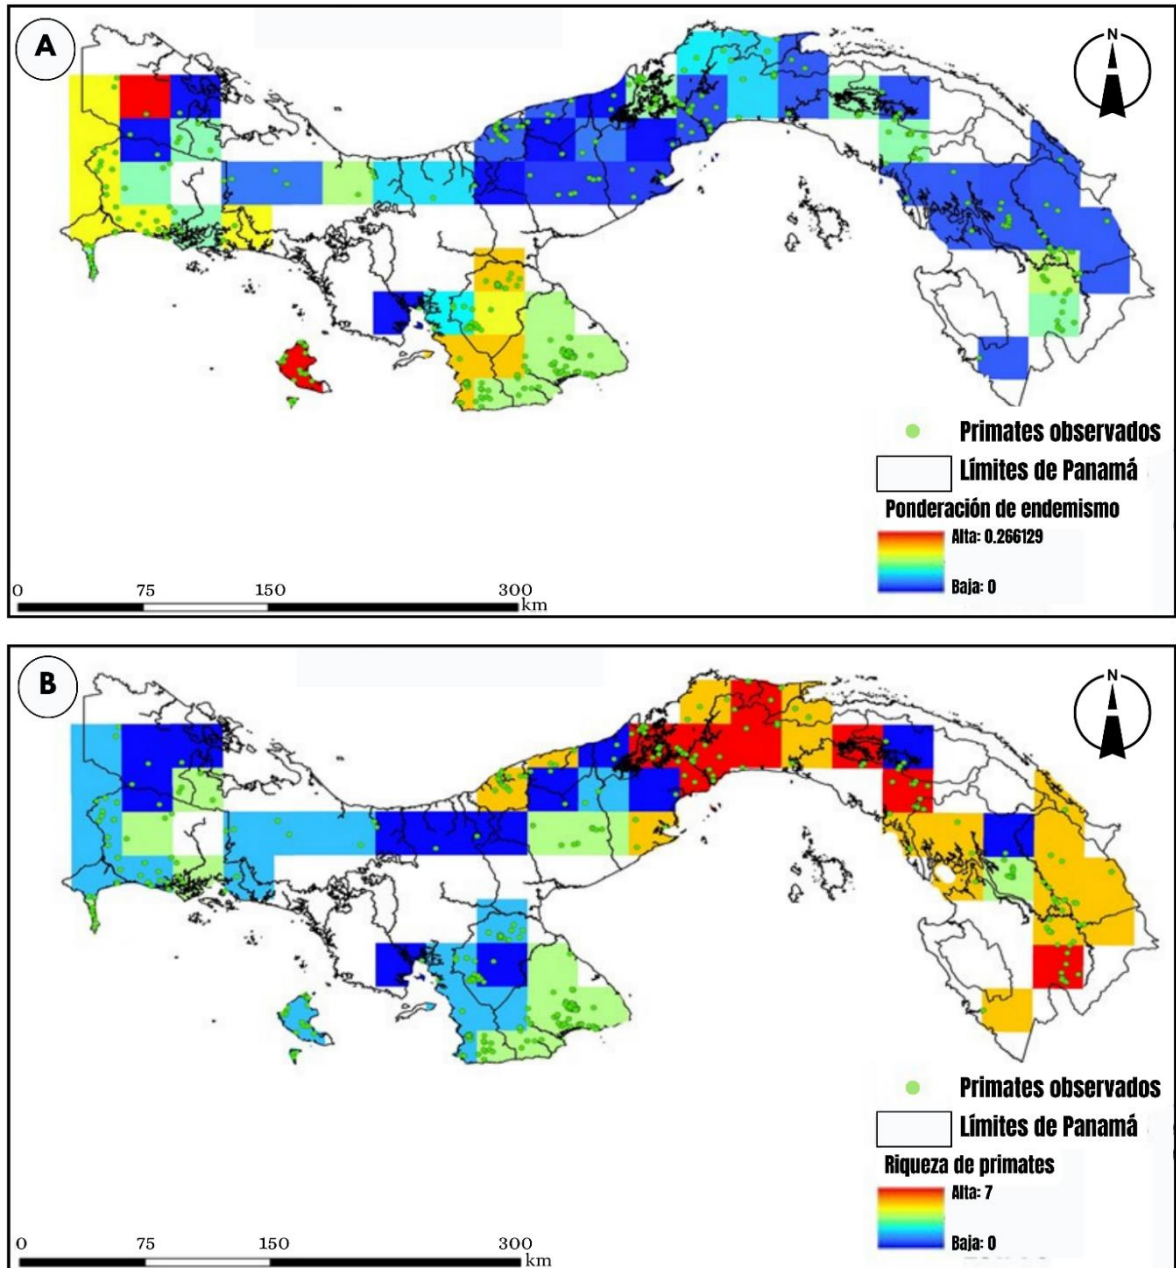 A
N
Primates observados
Límites de Panamá
Ponderación de endemismo
Alta: 0.266129
Baja: 0
0 75 150 300
km
B
N
Primates observados
Límites de Panamá
Riqueza de primates
Alta: 7
Baja: 0
0 75 150 300
km